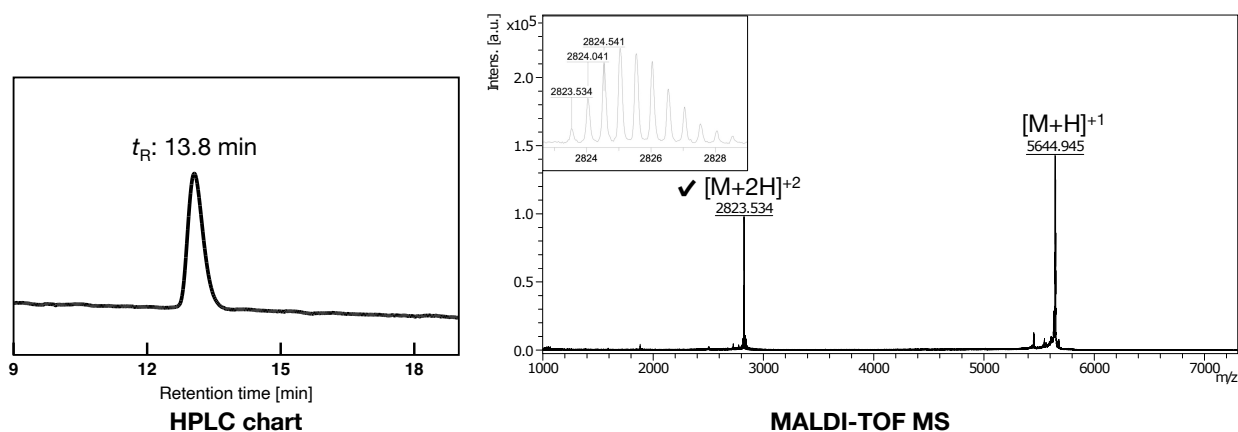 tR: 13.8 min
9
12
15
18
Retention time [min]
HPLC chart
Intens. [a.u.]
x10⁵
2.0
1.5
1.0
0.5
0.0
2824.541
2824.041
2823.534
2824
2826
2828
✔ [M+2H]+2
2823.534
[M+H]+1
5644.945
1000
2000
3000
4000
5000
6000
7000
m/z
MALDI-TOF MS